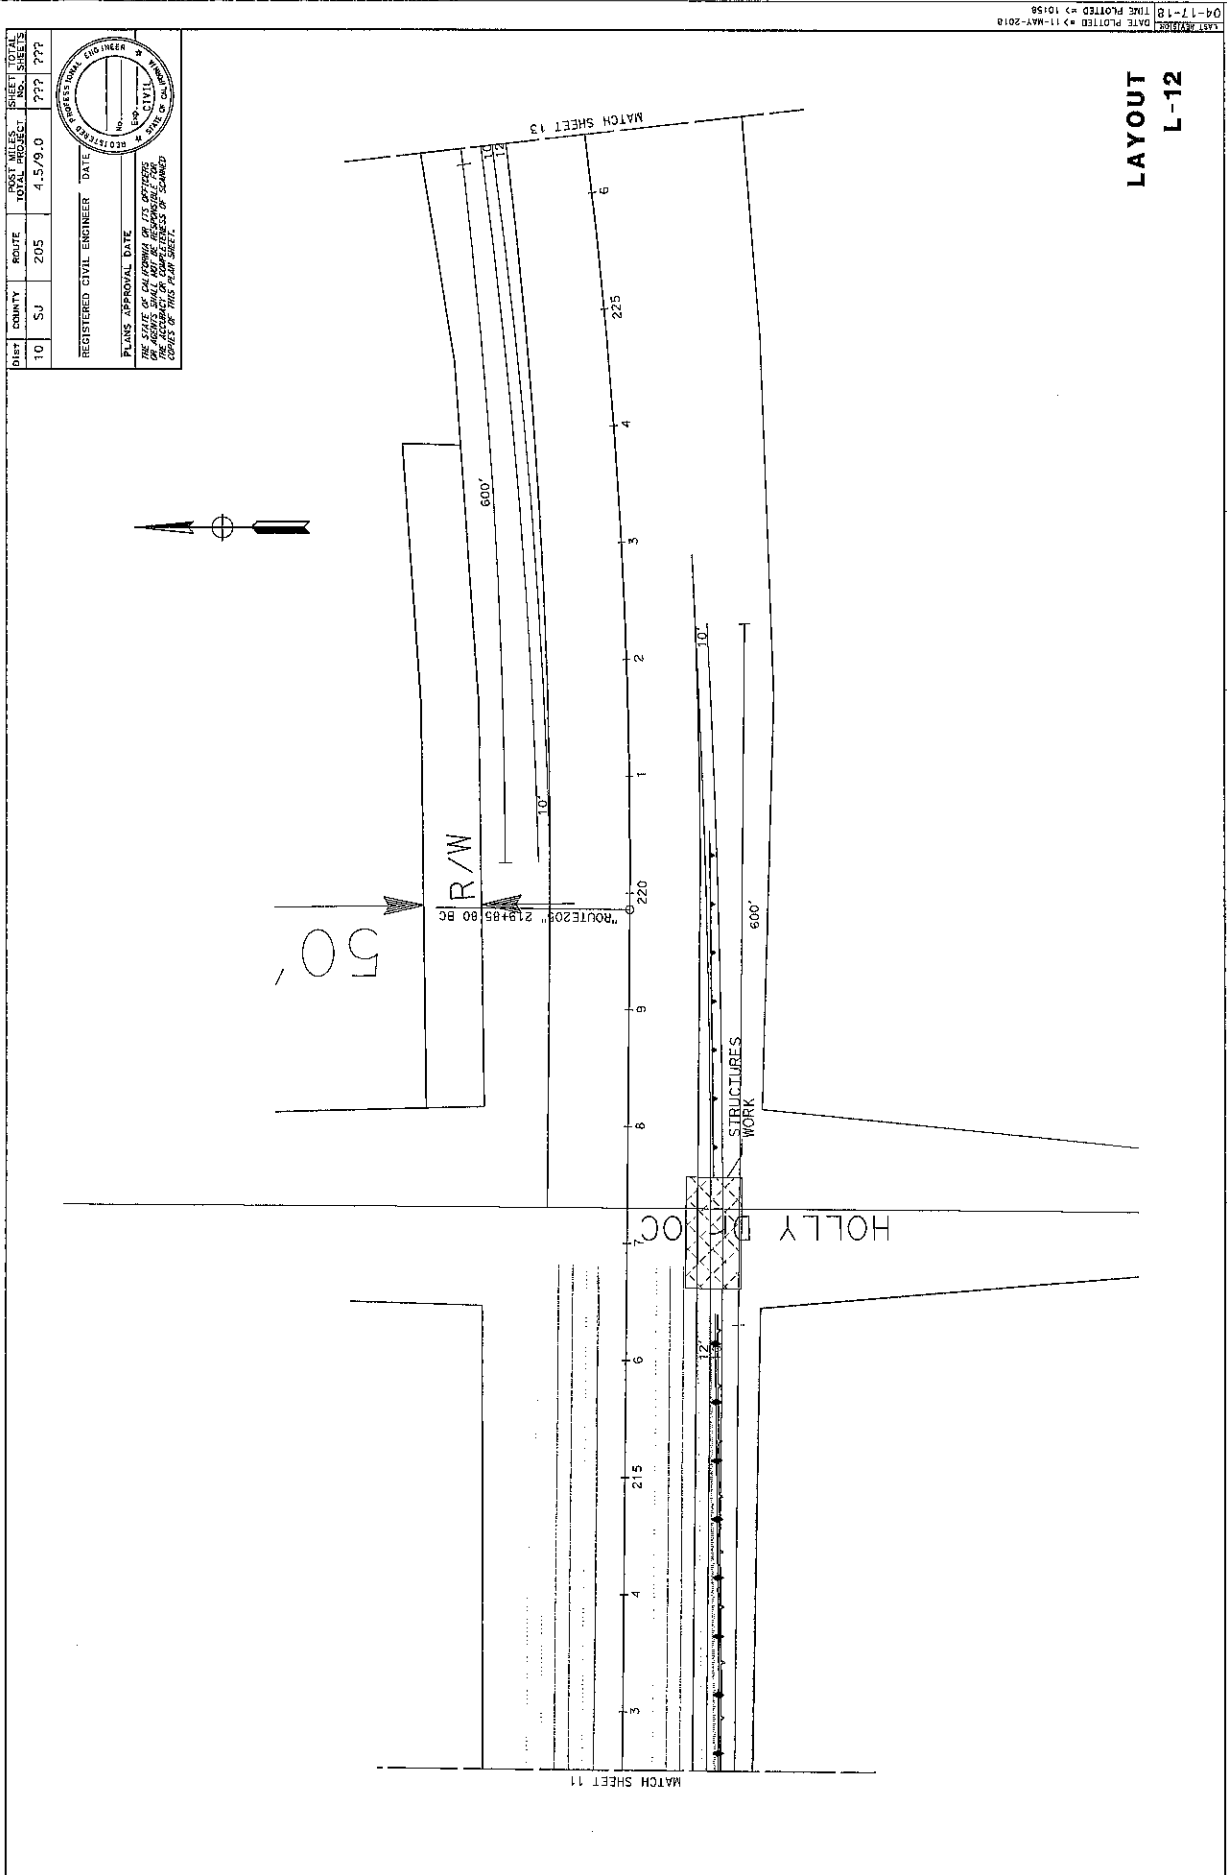 DIST COUNTY ROUTE POST MILES TOTAL PROJECT SHEET No. TOTAL SHEETS
10 SJ 205 4.5/9.0 ??? ???
REGISTERED CIVIL ENGINEER DATE
PLANS APPROVAL DATE
THE STATE OF CALIFORNIA OR ITS OFFICERS
OR AGENTS SHALL NOT BE RESPONSIBLE FOR
THE ACCURACY OR COMPLETENESS OF SCANNED
COPIES OF THIS PLAN SHEET.
REGISTERED PROFESSIONAL ENGINEER
No.
Exp.
CIVIL
STATE OF CALIFORNIA
50'
R/W
"ROUTE205" 219+85.80 BC
600'
10'
10
12
MATCH SHEET 13
MATCH SHEET 11
3 4 215 6 7 8 9 220 1 2 3 4 225 6
HOLLY DR OC
12'
STRUCTURES
WORK
600'
10'
LAYOUT
L-12
LAST REVISION
04-17-18
DATE PLOTTED => 11-MAY-2018
TIME PLOTTED => 10:58